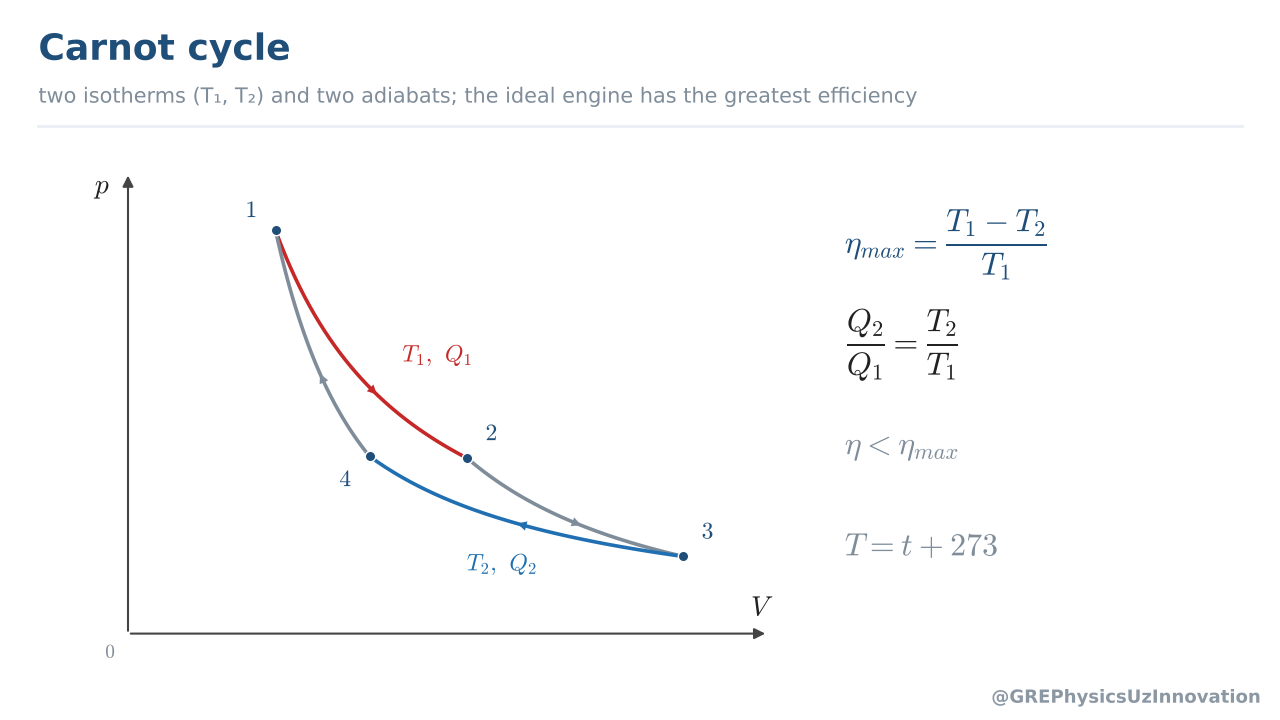 Carnot cycle
two isotherms (T₁, T₂) and two adiabats; the ideal engine has the greatest efficiency
p
1
T₁, Q₁
2
4
3
T₂, Q₂
V
0
η_max = (T₁ − T₂) / T₁
Q₂ / Q₁ = T₂ / T₁
η < η_max
T = t + 273
@GREPhysicsUzInnovation